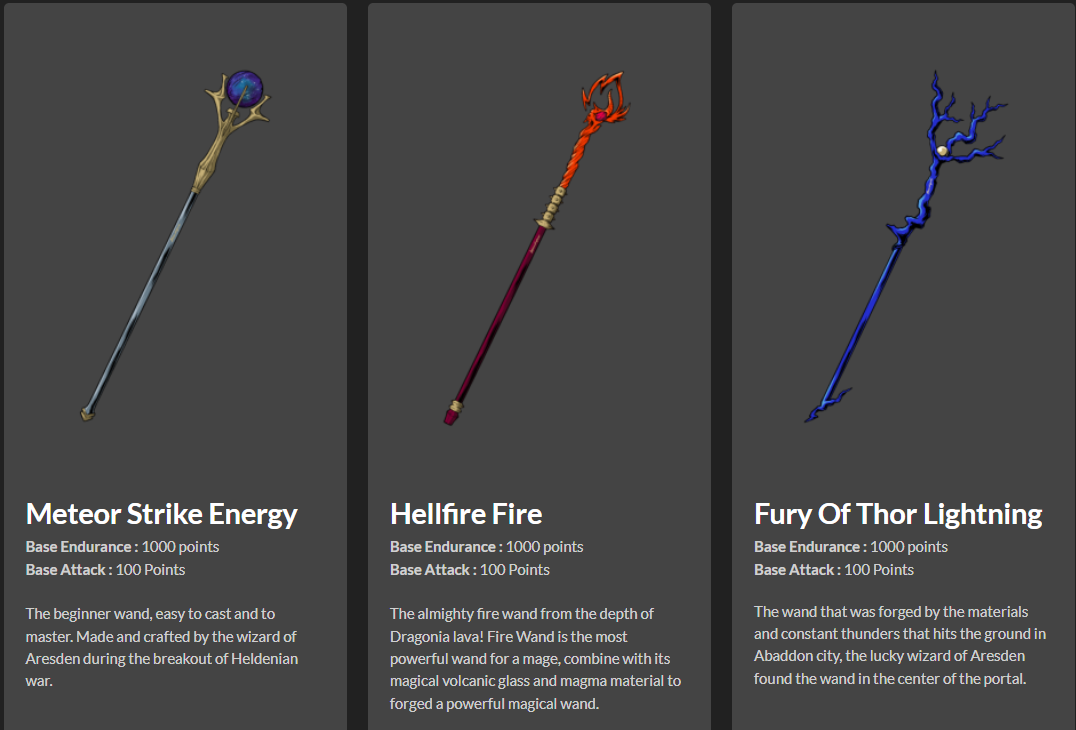 Meteor Strike Energy
Base Endurance : 1000 points
Base Attack : 100 Points
The beginner wand, easy to cast and to
master. Made and crafted by the wizard of
Aresden during the breakout of Heldenian
war.
Hellfire Fire
Base Endurance : 1000 points
Base Attack : 100 Points
The almighty fire wand from the depth of
Dragonia lava! Fire Wand is the most
powerful wand for a mage, combine with its
magical volcanic glass and magma material to
forged a powerful magical wand.
Fury Of Thor Lightning
Base Endurance : 1000 points
Base Attack : 100 Points
The wand that was forged by the materials
and constant thunders that hits the ground in
Abaddon city, the lucky wizard of Aresden
found the wand in the center of the portal.